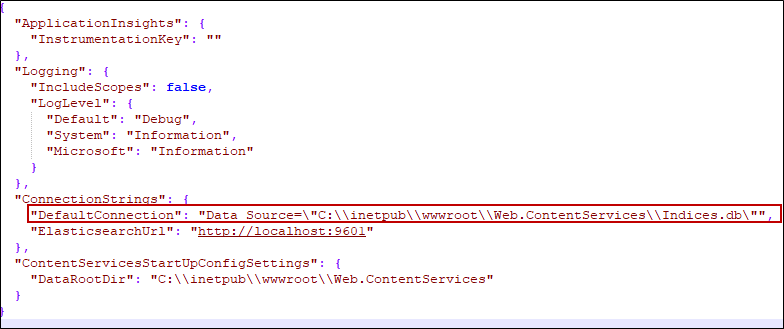 {
"ApplicationInsights": {
"InstrumentationKey": ""
},
"Logging": {
"IncludeScopes": false,
"LogLevel": {
"Default": "Debug",
"System": "Information",
"Microsoft": "Information"
}
},
"ConnectionStrings": {
"DefaultConnection": "Data Source=\"C:\\inetpub\\wwwroot\\Web.ContentServices\\Indices.db\"",
"ElasticsearchUrl": "http://localhost:9601"
},
"ContentServicesStartUpConfigSettings": {
"DataRootDir": "C:\\inetpub\\wwwroot\\Web.ContentServices"
}
}